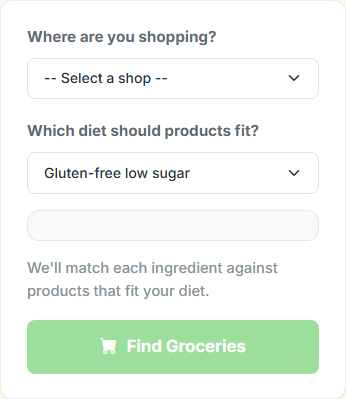 Where are you shopping?
-- Select a shop --
Which diet should products fit?
Gluten-free low sugar
We'll match each ingredient against
products that fit your diet.
Find Groceries